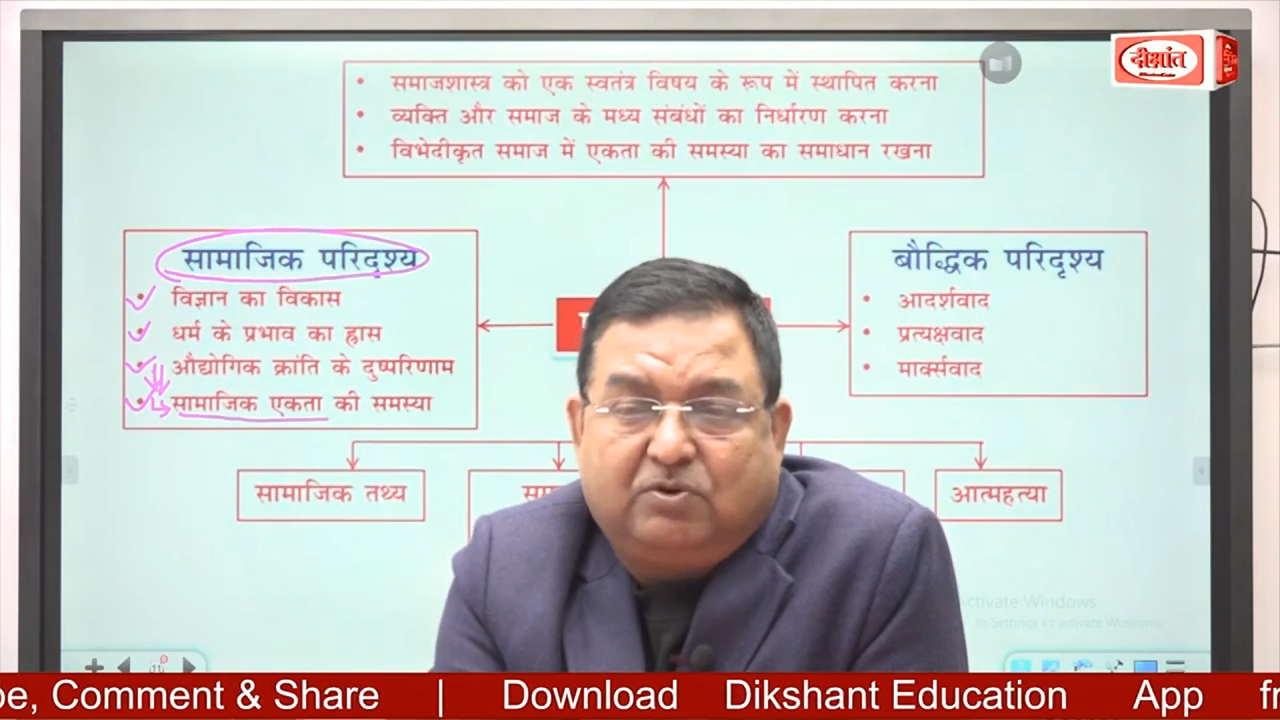 दीक्षांत
समाजशास्त्र को एक स्वतंत्र विषय के रूप में स्थापित करना
व्यक्ति और समाज के मध्य संबंधों का निर्धारण करना
विभेदीकृत समाज में एकता की समस्या का समाधान रखना
सामाजिक परिदृश्य
विज्ञान का विकास
धर्म के प्रभाव का ह्रास
औद्योगिक क्रांति के दुष्परिणाम
सामाजिक एकता की समस्या
बौद्धिक परिदृश्य
आदर्शवाद
प्रत्यक्षवाद
मार्क्सवाद
सामाजिक तथ्य
आत्महत्या
Activate Windows
to Settings to activate Windows.
Comment & Share | Download Dikshant Education App